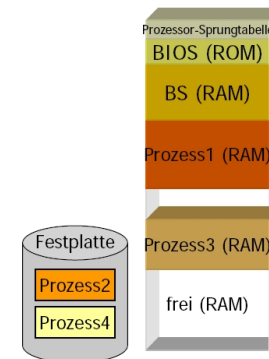 Prozessor-Sprungtabelle
BIOS (ROM)
BS (RAM)
Prozess1 (RAM)
Prozess3 (RAM)
frei (RAM)
Festplatte
Prozess2
Prozess4